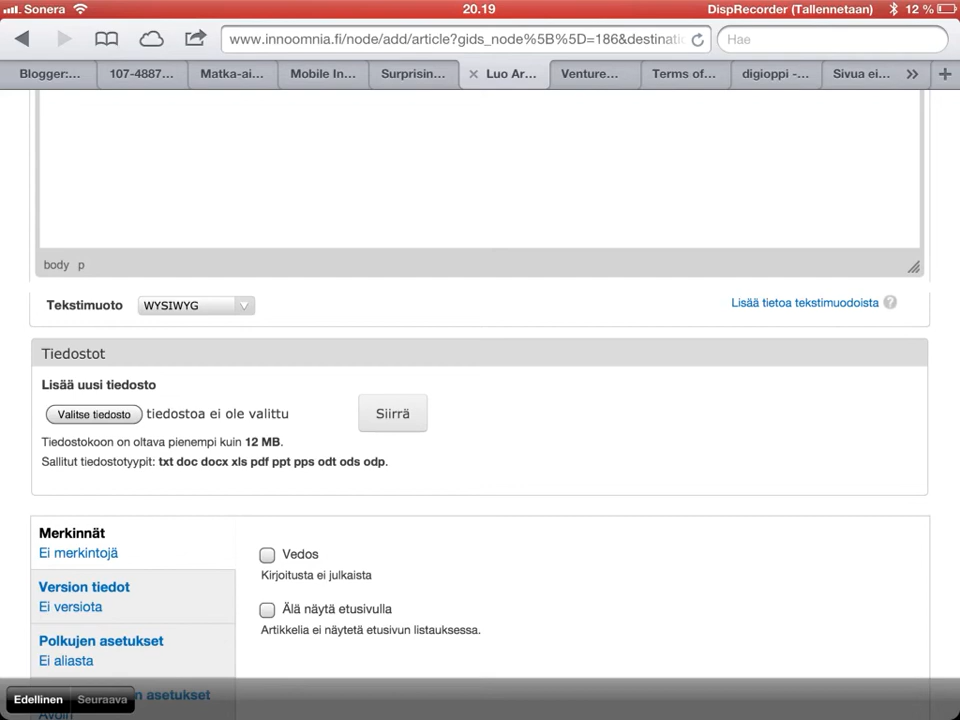 Sonera 20.19 DispRecorder (Tallennetaan) 12 %
www.innoomnia.fi/node/add/article?gids_node%5B%5D=186&destinati Hae
Blogger:... 107-4887... Matka-ai... Mobile In... Surprisin... Luo Ar... Venture... Terms of... digioppi -... Sivua ei...
body p
Tekstimuoto WYSIWYG Lisää tietoa tekstimuodoista
Tiedostot
Lisää uusi tiedosto
Valitse tiedosto tiedostoa ei ole valittu Siirrä
Tiedostokoon on oltava pienempi kuin 12 MB.
Sallitut tiedostotyypit: txt doc docx xls pdf ppt pps odt ods odp.
Merkinnät
Ei merkintöjä
Vedos
Kirjoitusta ei julkaista
Version tiedot
Ei versiota
Älä näytä etusivulla
Artikkelia ei näytetä etusivun listauksessa.
Polkujen asetukset
Ei aliasta
Edellinen Seuraava n asetukset
Avoin